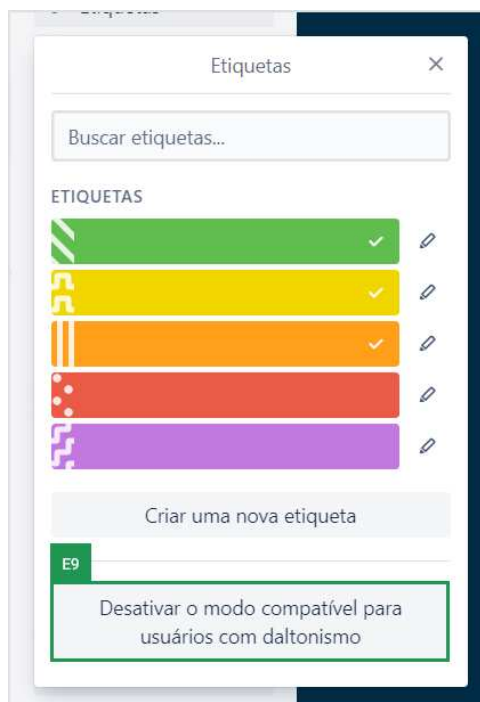 Etiquetas
Buscar etiquetas...
ETIQUETAS
Criar uma nova etiqueta
E9
Desativar o modo compatível para
usuários com daltonismo